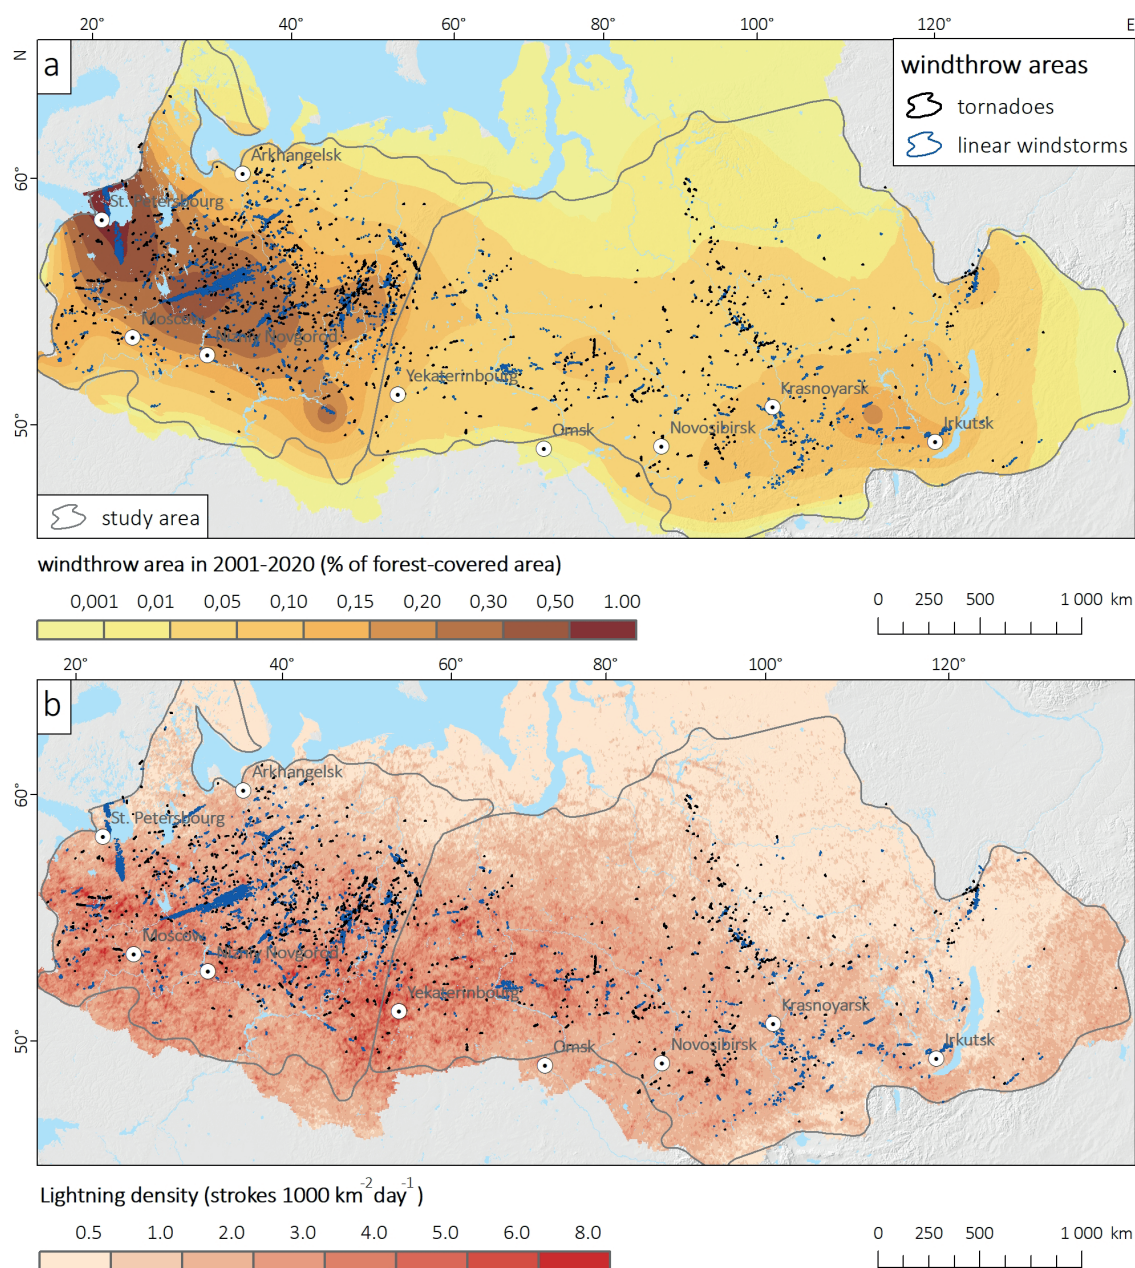 20° 40° 60° 80° 100° 120° E
N
a
windthrow areas
tornadoes
linear windstorms
Arkhangelsk
60°
St. Petersbourg
Moscow
Nizhny Novgorod
Yekaterinbourg
Krasnoyarsk
50°
Omsk
Novosibirsk
Irkutsk
study area
windthrow area in 2001-2020 (% of forest-covered area)
0,001 0,01 0,05 0,10 0,15 0,20 0,30 0,50 1.00
0 250 500 1 000 km
20° 40° 60° 80° 100° 120°
b
Arkhangelsk
60°
St. Petersbourg
Moscow
Nizhny Novgorod
Yekaterinbourg
Krasnoyarsk
50°
Omsk
Novosibirsk
Irkutsk
Lightning density (strokes 1000 km⁻² day⁻¹)
0.5 1.0 2.0 3.0 4.0 5.0 6.0 8.0
0 250 500 1 000 km